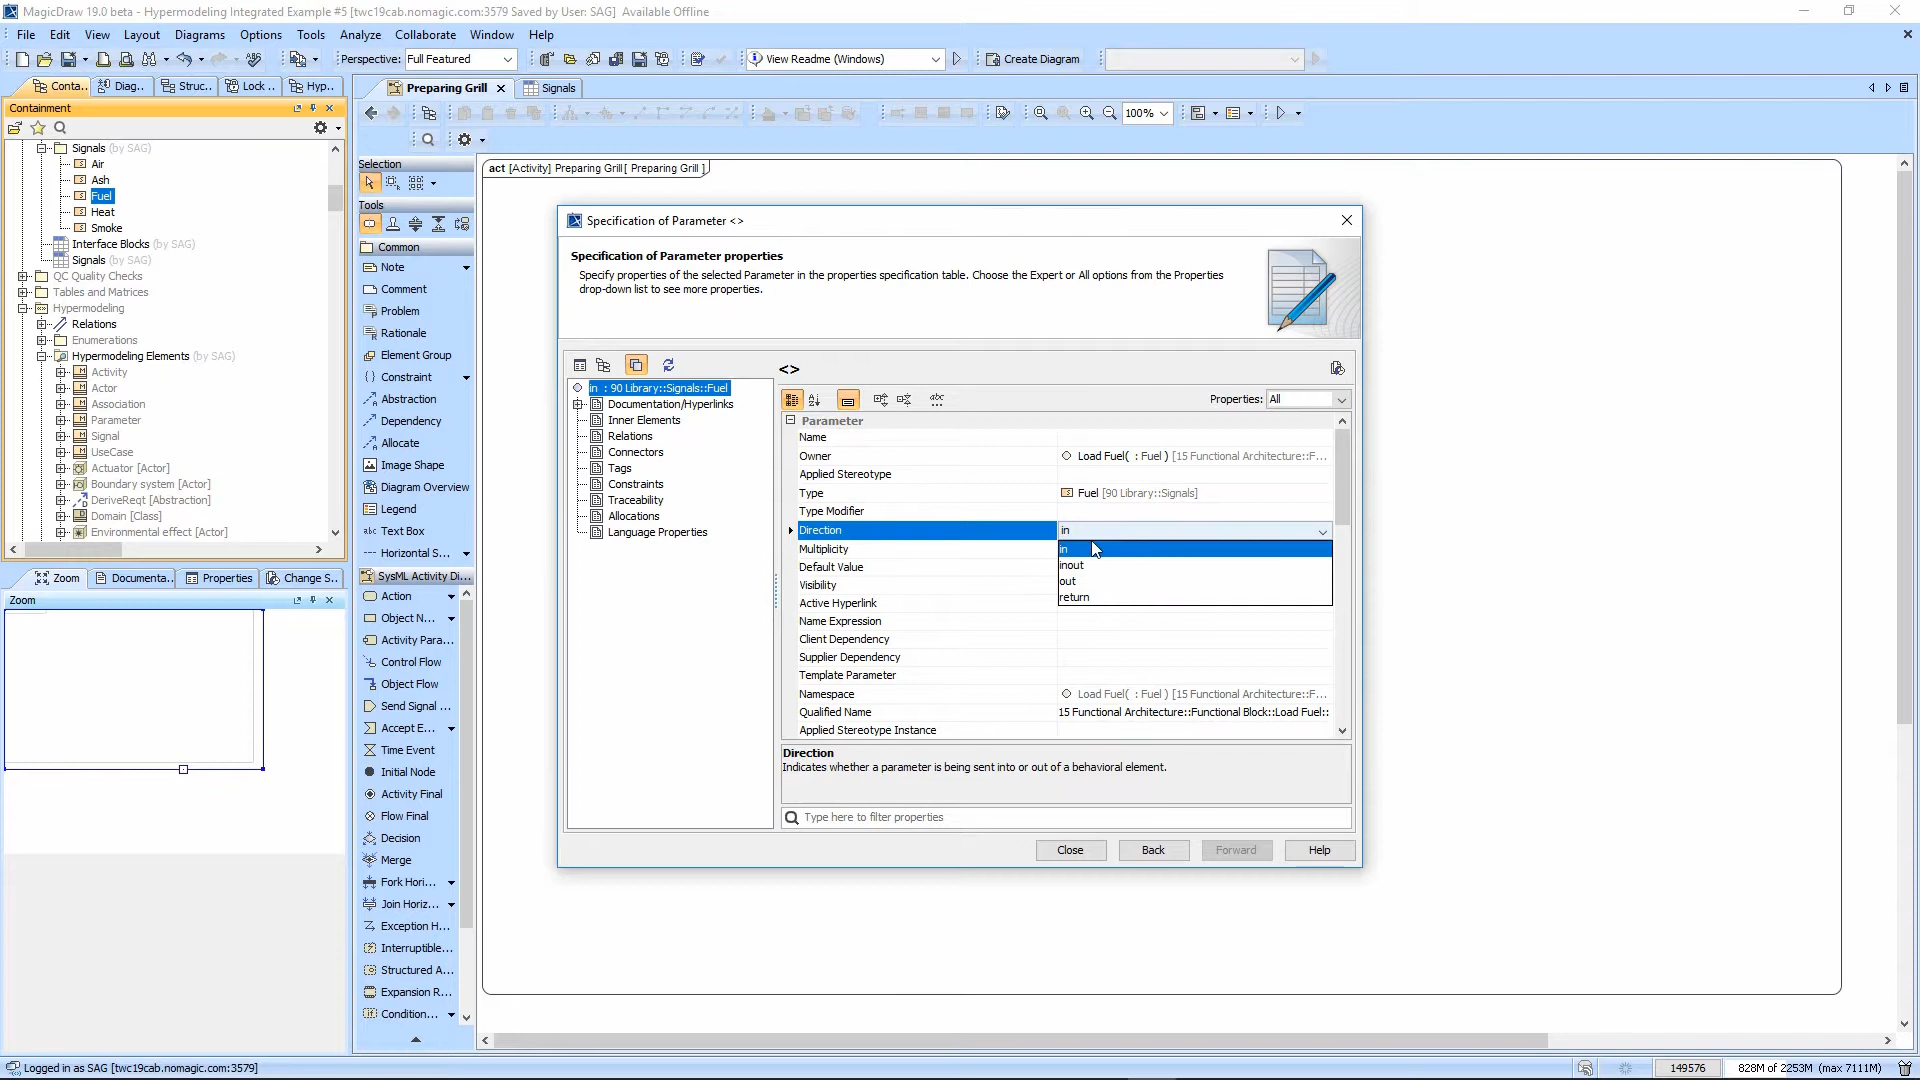 MagicDraw 19.0 beta - Hypermodeling Integrated Example #5 [twc19cab.nomagic.com:3579 Saved by User: SAG]   Available Offline
File Edit View Layout Diagrams Options Tools Analyze Collaborate Window Help
Perspective: Full Featured View Readme (Windows) Create Diagram
Conta.. Diag.. Struc.. Lock .. Hyp..
Containment
Signals (by SAG)
Air
Ash
Fuel
Heat
Smoke
Interface Blocks (by SAG)
Signals (by SAG)
QC Quality Checks
Tables and Matrices
Hypermodeling
Relations
Enumerations
Hypermodeling Elements (by SAG)
Activity
Actor
Association
Parameter
Signal
UseCase
Actuator [Actor]
Boundary system [Actor]
DeriveReqt [Abstraction]
Domain [Class]
Environmental effect [Actor]
Zoom Documenta... Properties Change S..
Zoom
Preparing Grill Signals
100%
Selection
Tools
Common
Note
Comment
Problem
Rationale
Element Group
{ } Constraint
Abstraction
Dependency
Allocate
Image Shape
Diagram Overview
Legend
abc Text Box
Horizontal S...
SysML Activity Di...
Action
Object N...
Activity Para...
Control Flow
Object Flow
Send Signal ...
Accept E...
Time Event
Initial Node
Activity Final
Flow Final
Decision
Merge
Fork Hori...
Join Horiz...
Exception H...
Interruptible...
Structured A...
Expansion R...
Condition...
act [Activity] Preparing Grill[ Preparing Grill ]
Specification of Parameter <>
Specification of Parameter properties
Specify properties of the selected Parameter in the properties specification table. Choose the Expert or All options from the Properties
drop-down list to see more properties.
in : 90 Library::Signals::Fuel
Documentation/Hyperlinks
Inner Elements
Relations
Connectors
Tags
Constraints
Traceability
Allocations
Language Properties
<>
Properties: All
Parameter
Name
Owner Load Fuel( : Fuel ) [15 Functional Architecture::F...
Applied Stereotype
Type Fuel [90 Library::Signals]
Type Modifier
Direction in
Multiplicity in
Default Value inout
Visibility out
Active Hyperlink return
Name Expression
Client Dependency
Supplier Dependency
Template Parameter
Namespace Load Fuel( : Fuel ) [15 Functional Architecture::F...
Qualified Name 15 Functional Architecture::Functional Block::Load Fuel::
Applied Stereotype Instance
Direction
Indicates whether a parameter is being sent into or out of a behavioral element.
Type here to filter properties
Close Back Forward Help
Logged in as SAG [twc19cab.nomagic.com:3579] 149576 828M of 2253M (max 7111M)